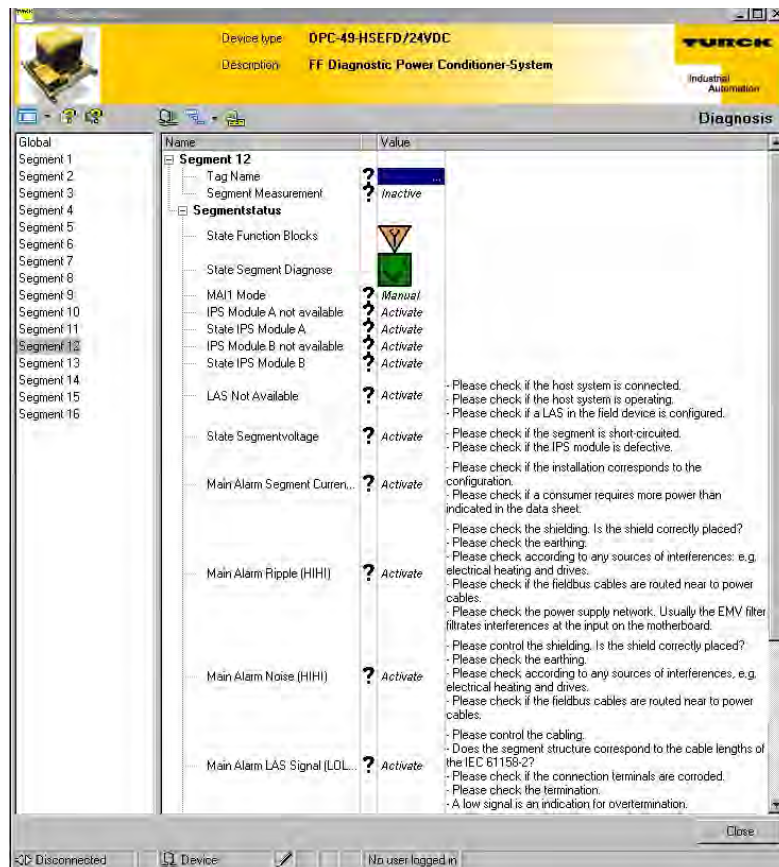 Device type DPC-49-HSEFD/24VDC
TURCK
Description FF Diagnostic Power Conditioner-System
Industrial
Automation
Diagnosis
Global
Segment 1
Segment 2
Segment 3
Segment 4
Segment 5
Segment 6
Segment 7
Segment 8
Segment 9
Segment 10
Segment 11
Segment 12
Segment 13
Segment 14
Segment 15
Segment 16
Name Value
Segment 12
Tag Name ? ...
Segment Measurement ? Inactive
Segmentstatus
State Function Blocks
State Segment Diagnose
MAI1 Mode ? Manual
IPS Module A not available ? Activate
State IPS Module A ? Activate
IPS Module B not available ? Activate
State IPS Module B ? Activate
LAS Not Available ? Activate
- Please check if the host system is connected.
- Please check if the host system is operating.
- Please check if a LAS in the field device is configured.
State Segmentvoltage ? Activate
- Please check if the segment is short-circuited.
- Please check if the IPS module is defective.
Main Alarm Segment Curren... ? Activate
- Please check if the installation corresponds to the
configuration.
- Please check if a consumer requires more power than
indicated in the data sheet.
Main Alarm Ripple (HIHI) ? Activate
- Please check the shielding. Is the shield correctly placed?
- Please check the earthing.
- Please check according to any sources of interferences: e.g.
electrical heating and drives.
- Please check if the fieldbus cables are routed near to power
cables.
- Please check the power supply network. Usually the EMV filter
filtrates interferences at the input on the motherboard.
Main Alarm Noise (HIHI) ? Activate
- Please control the shielding. Is the shield correctly placed?
- Please check the earthing.
- Please check according to any sources of interferences, e.g.
electrical heating and drives.
- Please check if the fieldbus cables are routed near to power
cables.
Main Alarm LAS Signal (LOL... ? Activate
- Please control the cabling.
- Does the segment structure correspond to the cable lengths of
the IEC 61158-2?
- Please check if the connection terminals are corroded.
- Please check the termination.
- A low signal is an indication for overtermination.
Close
Disconnected Device No user logged in